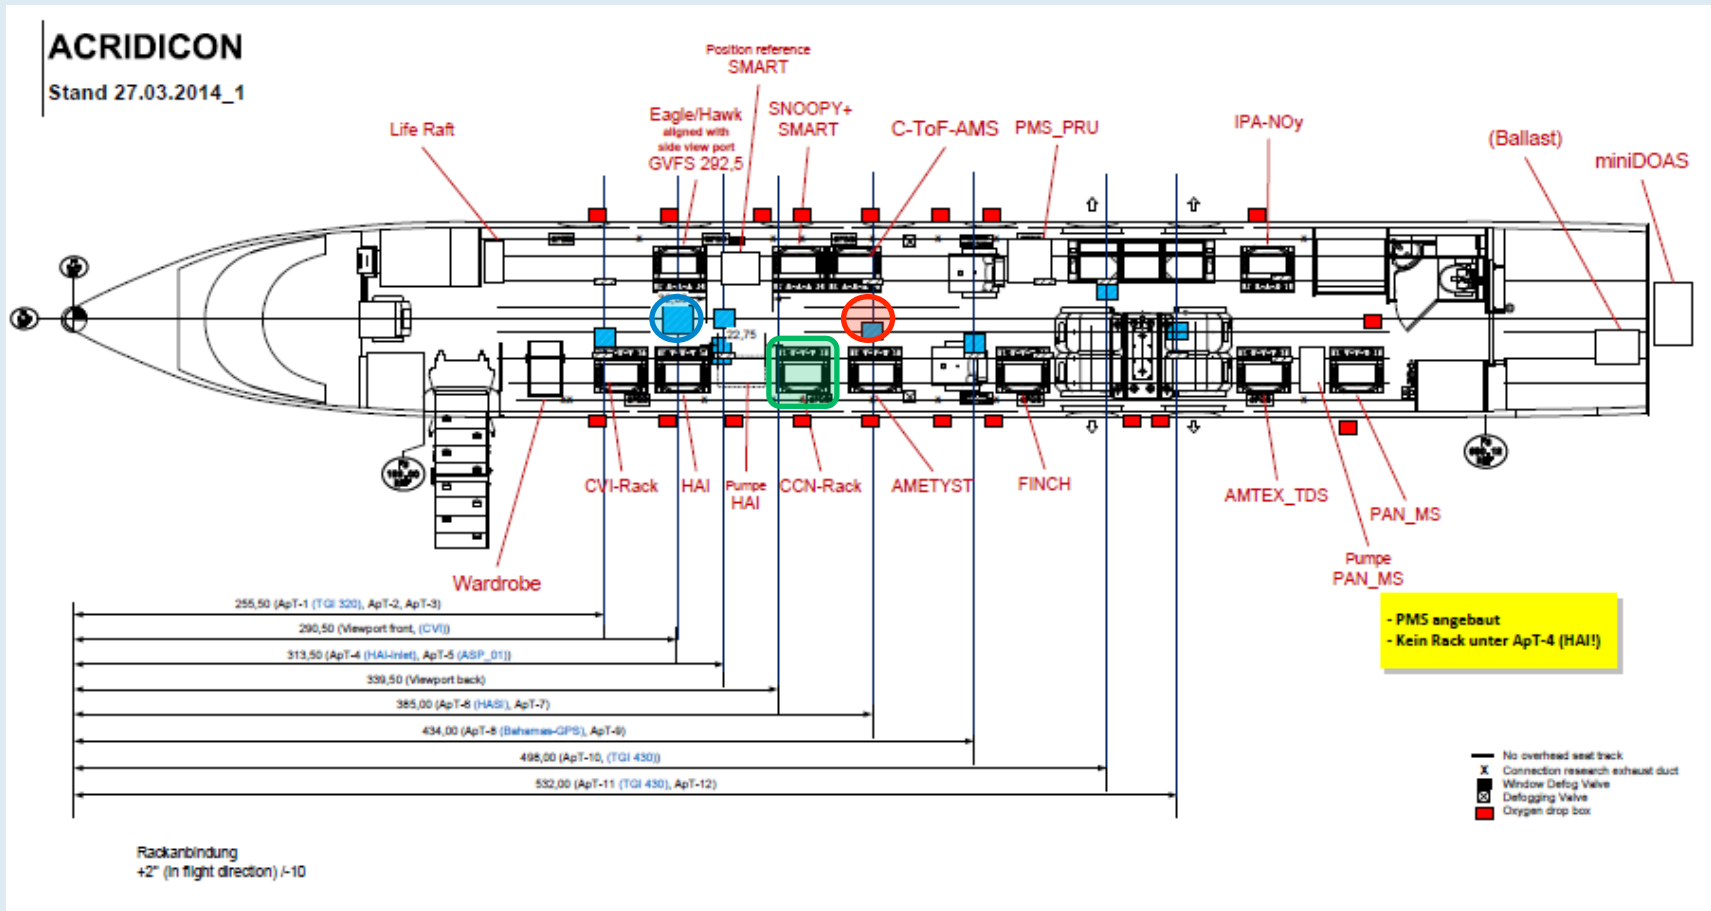 ACRIDICON
Stand 27.03.2014_1
Position reference
SMART
Life Raft
Eagle/Hawk
aligned with
side view port
GVFS 292,5
SNOOPY+
SMART
C-ToF-AMS
PMS_PRU
IPA-NOy
(Ballast)
miniDOAS
22,75
CVI-Rack
HAI
Pumpe
HAI
CCN-Rack
AMETYST
FINCH
AMTEX_TDS
PAN_MS
Pumpe
PAN_MS
Wardrobe
255,50 (ApT-1 (TGI 320), ApT-2, ApT-3)
290,50 (Viewport front, (CVI))
313,50 (ApT-4 (HAI-inlet), ApT-5 (ASP_01))
339,50 (Viewport back)
385,00 (ApT-6 (HASI), ApT-7)
434,00 (ApT-8 (Bahamas-GPS), ApT-9)
498,00 (ApT-10, (TGI 430))
532,00 (ApT-11 (TGI 430), ApT-12)
- PMS angebaut
- Kein Rack unter ApT-4 (HAI!)
No overhead seat track
X Connection research exhaust duct
Window Defog Valve
Defogging Valve
Oxygen drop box
Rackanbindung
+2" (in flight direction) /-10